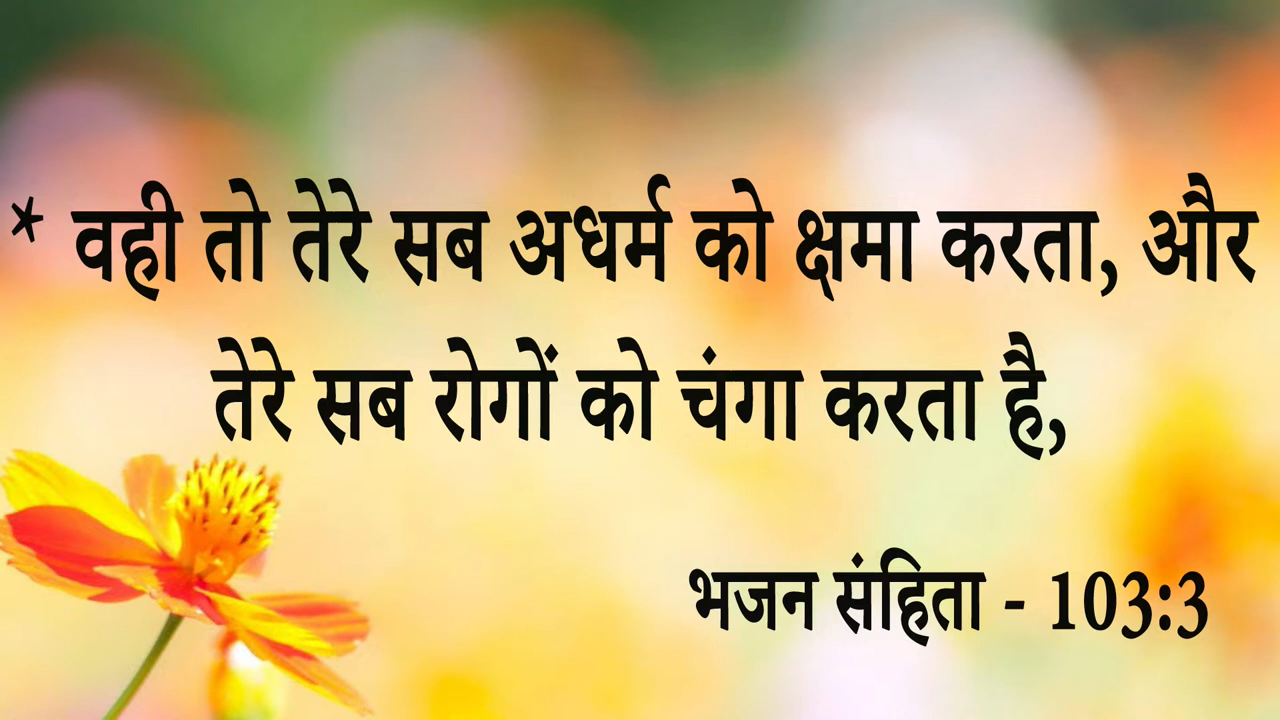 * वही तो तेरे सब अधर्म को क्षमा करता, और
तेरे सब रोगों को चंगा करता है,
भजन संहिता - 103:3